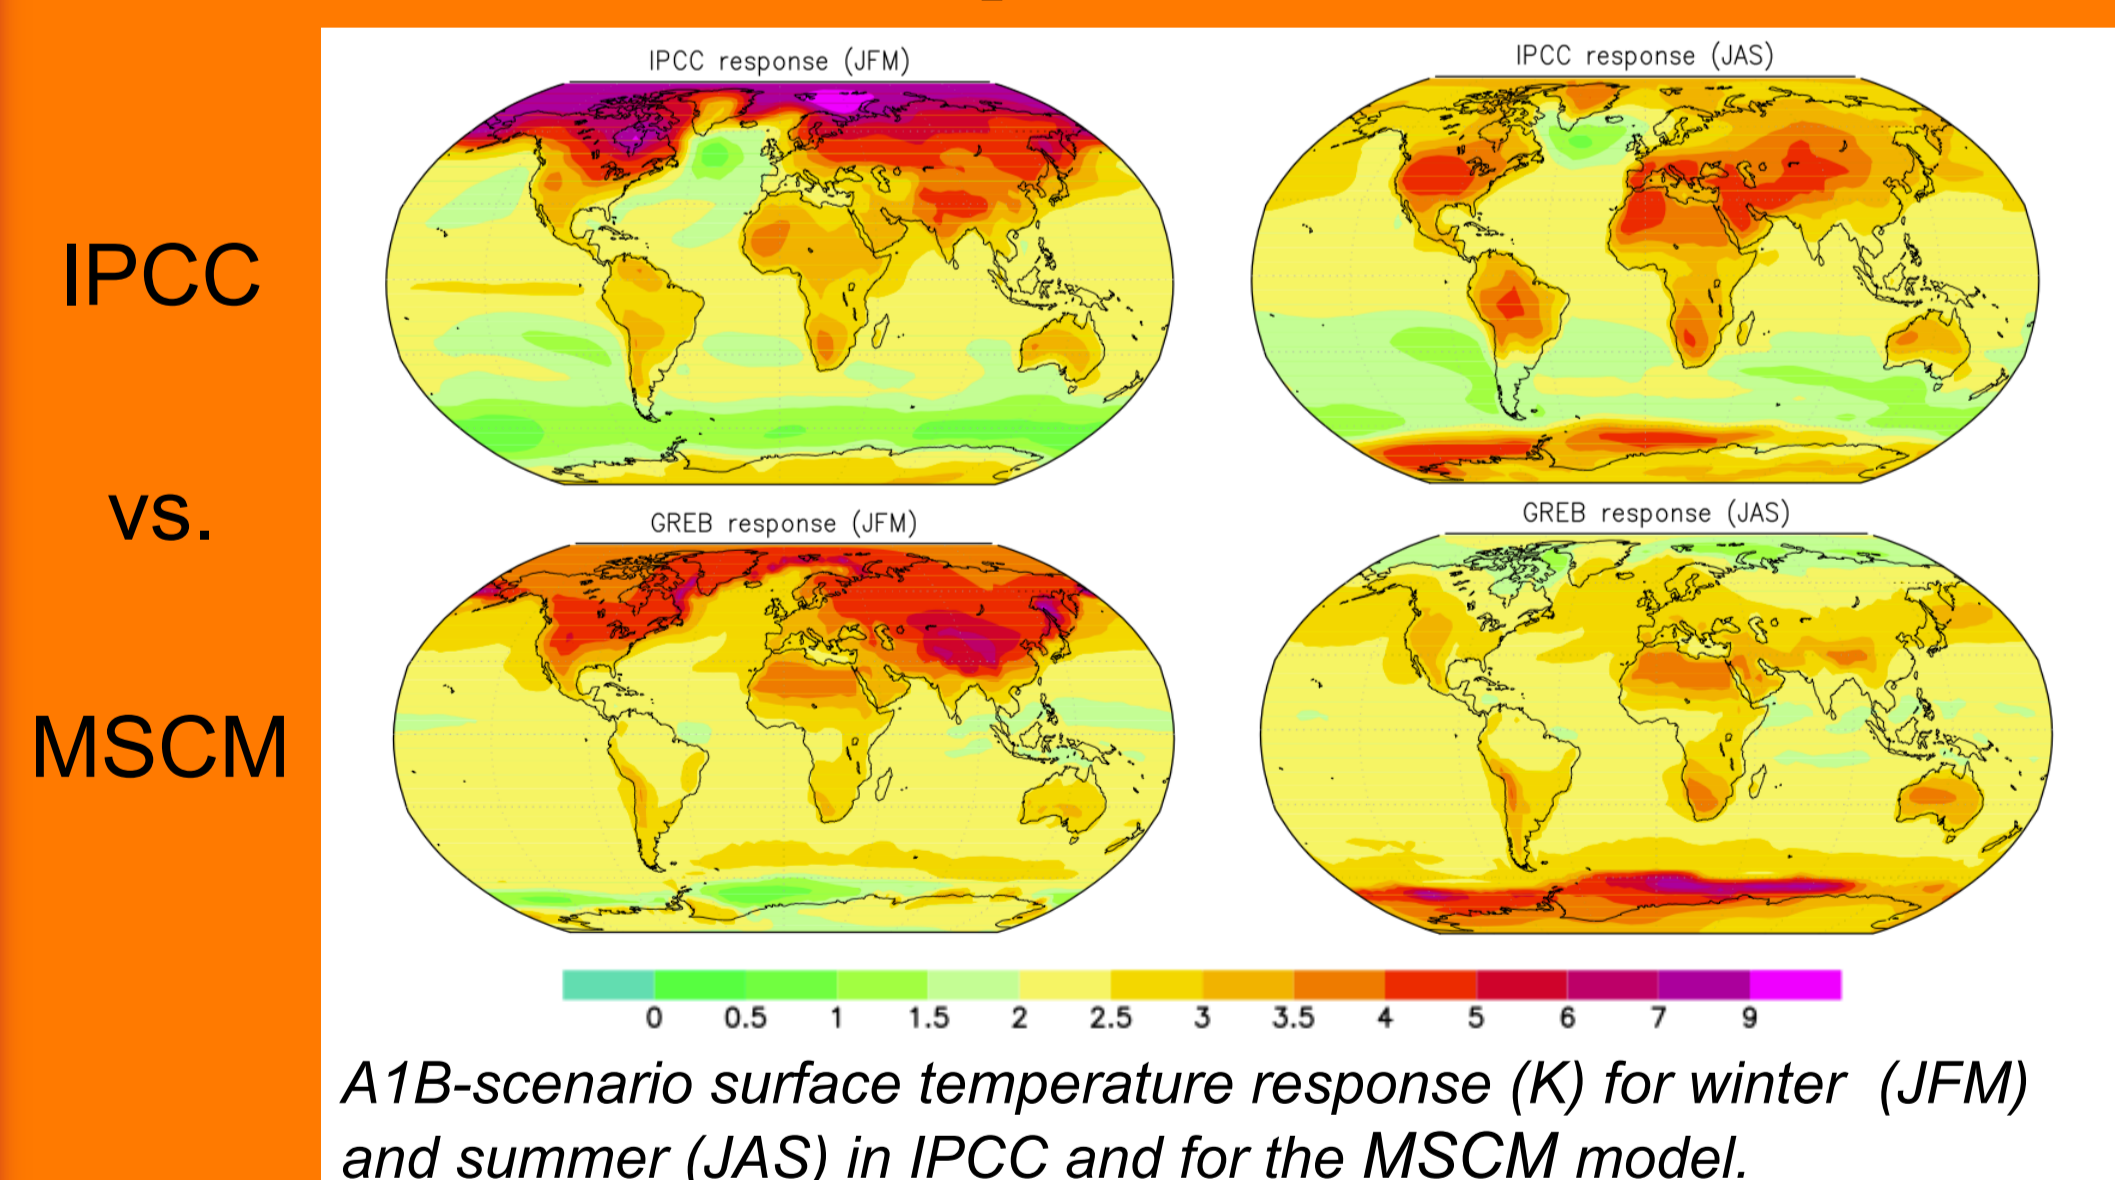 IPCC
vs.
MSCM
IPCC response (JFM)
IPCC response (JAS)
GREB response (JFM)
GREB response (JAS)
0 0.5 1 1.5 2 2.5 3 3.5 4 5 6 7 9
A1B-scenario surface temperature response (K) for winter (JFM)
and summer (JAS) in IPCC and for the MSCM model.